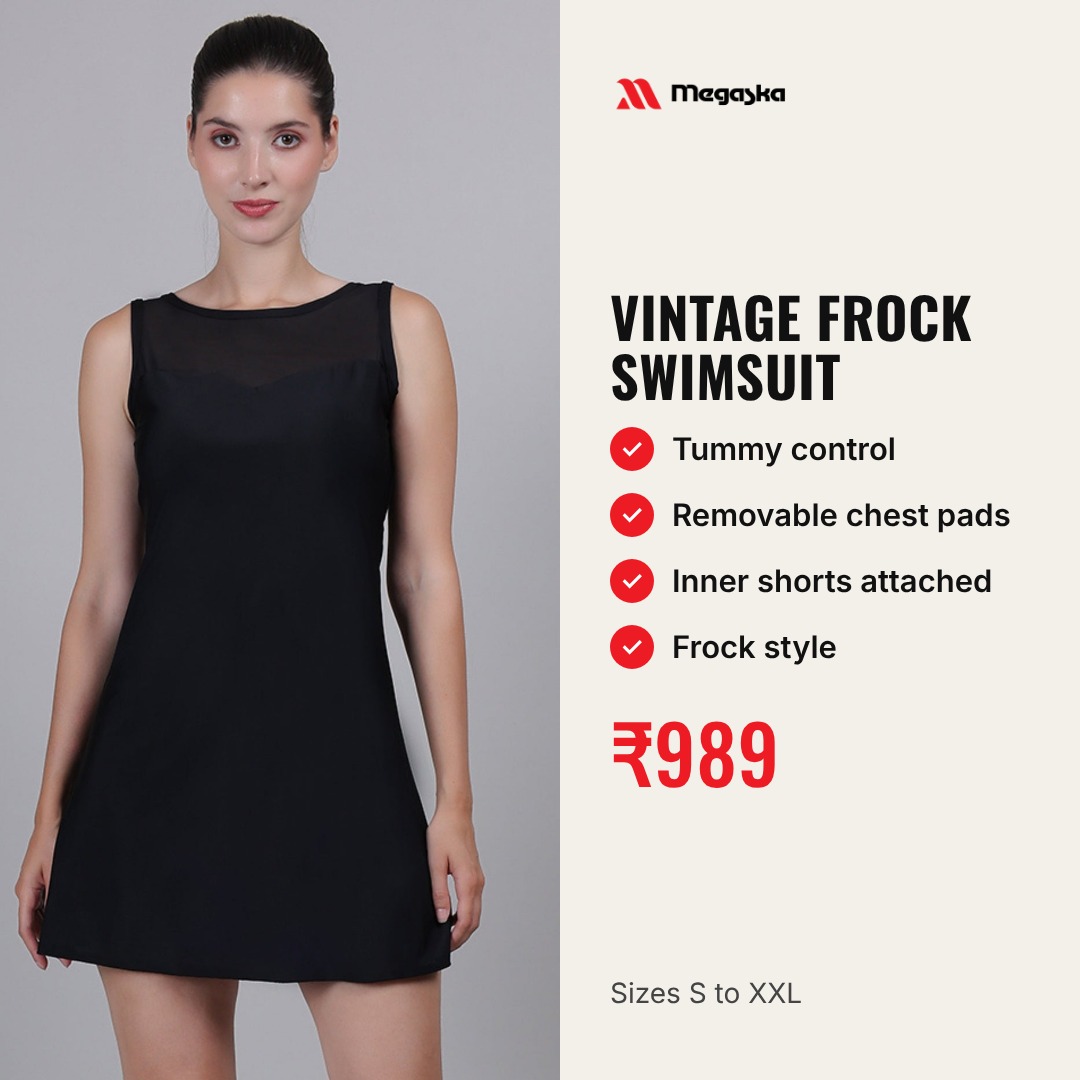 Megaska
VINTAGE FROCK
SWIMSUIT
Tummy control
Removable chest pads
Inner shorts attached
Frock style
₹989
Sizes S to XXL